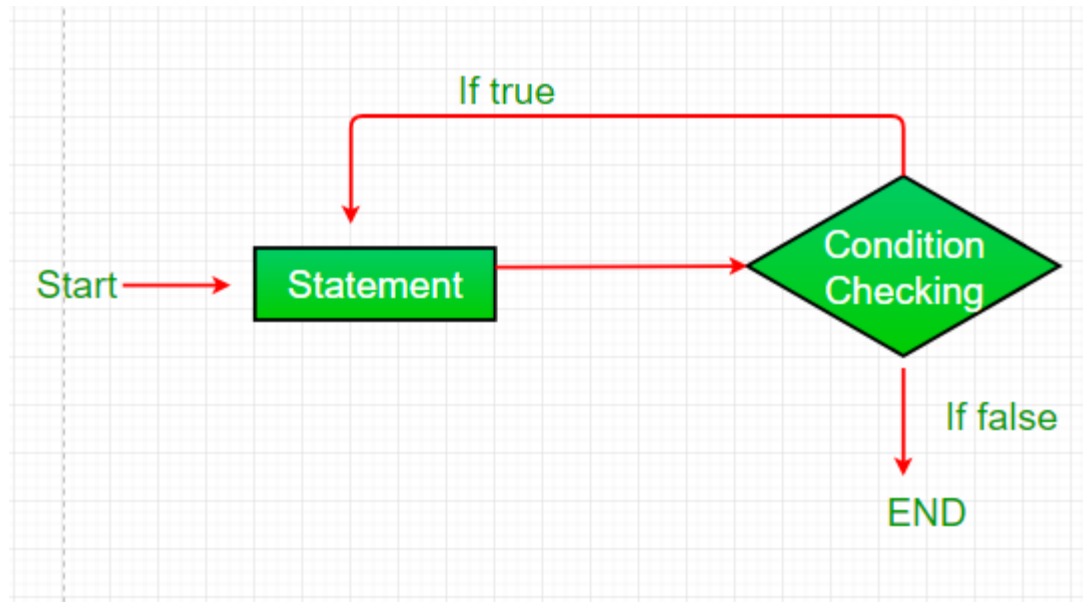 If true
Start
Statement
Condition
Checking
If false
END